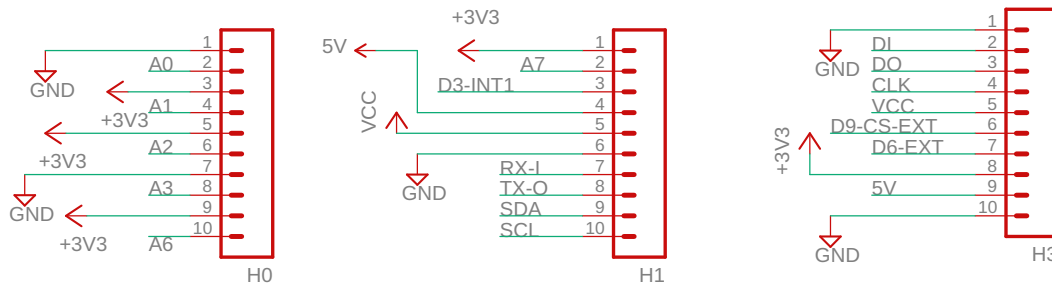 1
A0 2
GND 3
A1 4
+3V3 5
+3V3 A2 6
7
A3 8
GND 9
+3V3 A6 10
H0
+3V3
5V 1
A7 2
D3-INT1 3
4
VCC 5
6
GND RX-I 7
TX-O 8
SDA 9
SCL 10
H1
1
DI 2
GND DO 3
CLK 4
VCC 5
D9-CS-EXT 6
D6-EXT 7
+3V3 8
5V 9
10
GND
H3